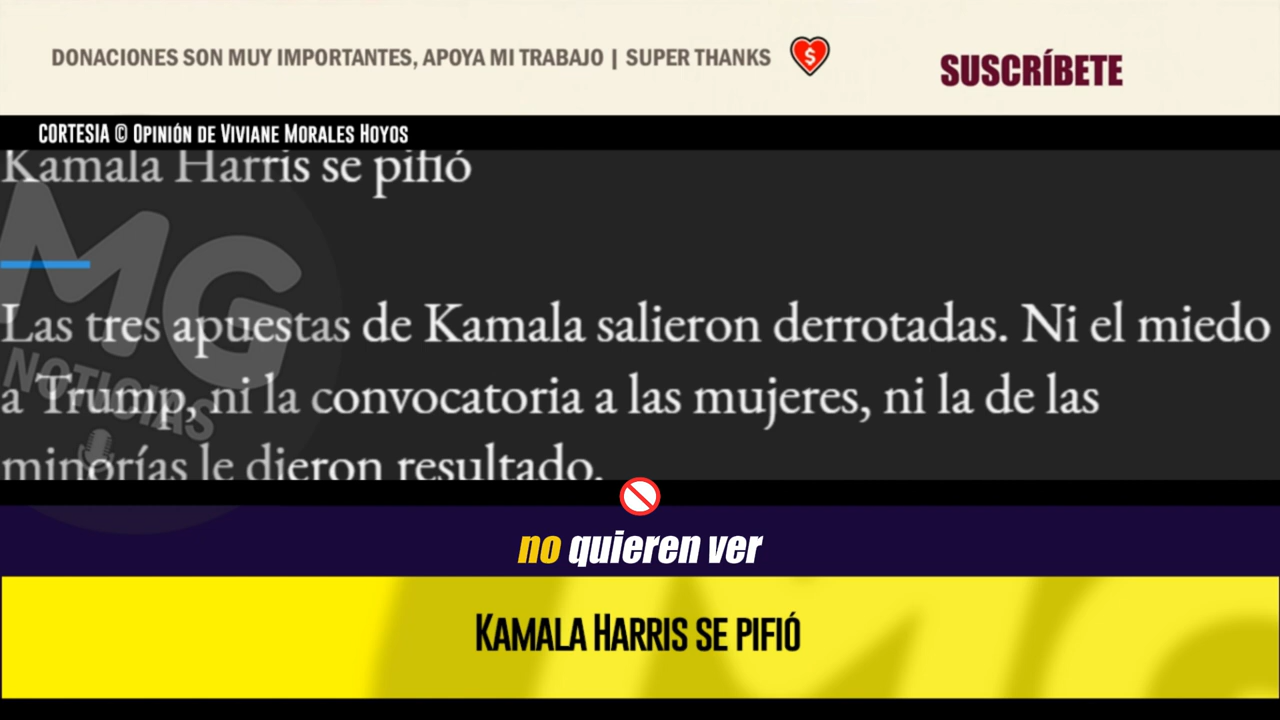 DONACIONES SON MUY IMPORTANTES, APOYA MI TRABAJO | SUPER THANKS
$
SUSCRÍBETE
CORTESIA © OPINIÓN DE VIVIANE MORALES HOYOS
Kamala Harris se pifió
Las tres apuestas de Kamala salieron derrotadas. Ni el miedo
a Trump, ni la convocatoria a las mujeres, ni la de las
minorías le dieron resultado.
MG
NOTICIAS
no quieren ver
KAMALA HARRIS SE PIFIÓ